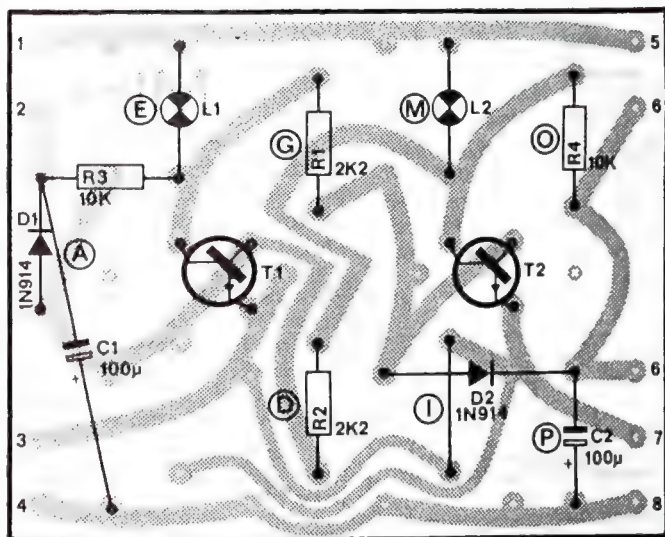 1
5
E
L1
M
L2
2
6
G
R1
2K2
O
R4
10K
R3
10K
D1
1N914
A
T1
T2
C1
100µ
+
D
R2
2K2
I
D2
1N914
6
3
P
C2
100µ
+
7
4
8